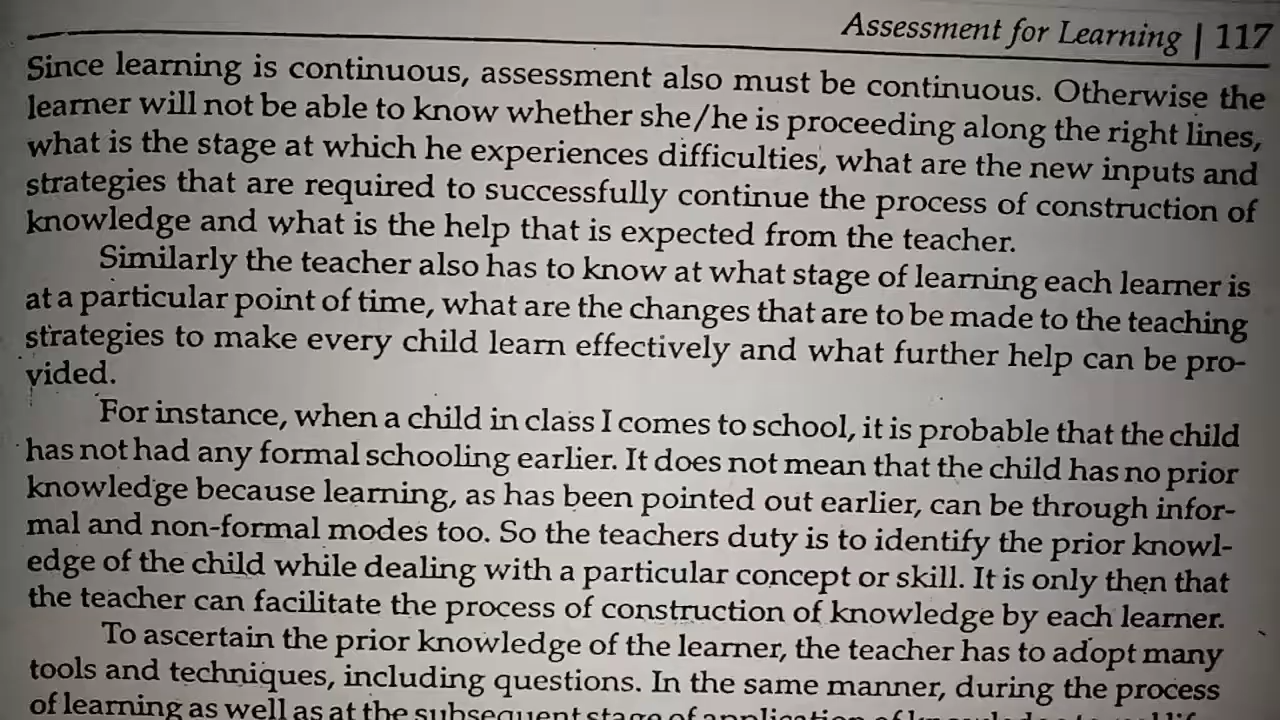 Assessment for Learning | 117
Since learning is continuous, assessment also must be continuous. Otherwise the
learner will not be able to know whether she/he is proceeding along the right lines,
what is the stage at which he experiences difficulties, what are the new inputs and
strategies that are required to successfully continue the process of construction of
knowledge and what is the help that is expected from the teacher.
Similarly the teacher also has to know at what stage of learning each learner is
at a particular point of time, what are the changes that are to be made to the teaching
strategies to make every child learn effectively and what further help can be pro-
vided.
For instance, when a child in class I comes to school, it is probable that the child
has not had any formal schooling earlier. It does not mean that the child has no prior
knowledge because learning, as has been pointed out earlier, can be through infor-
mal and non-formal modes too. So the teachers duty is to identify the prior knowl-
edge of the child while dealing with a particular concept or skill. It is only then that
the teacher can facilitate the process of construction of knowledge by each learner.
To ascertain the prior knowledge of the learner, the teacher has to adopt many
tools and techniques, including questions. In the same manner, during the process
of learning as well as at the subsequent stage of application of knowledge to